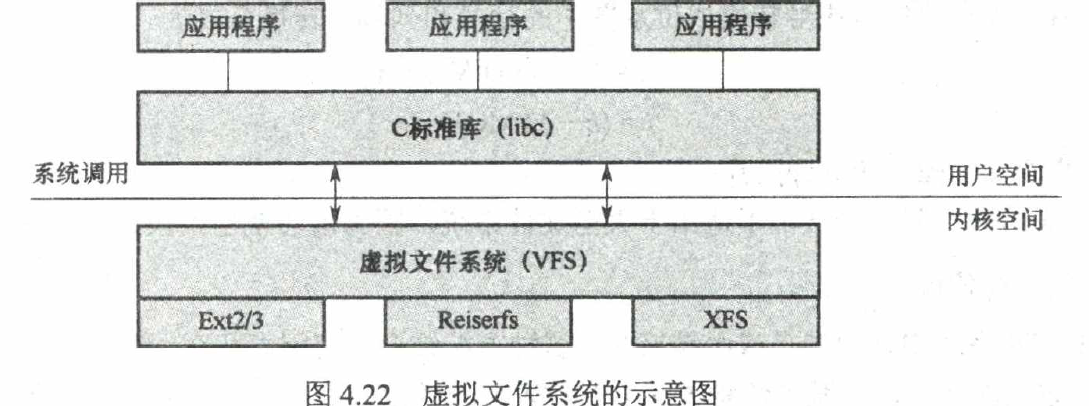 应用程序
应用程序
应用程序
C标准库（libc）
系统调用
用户空间
内核空间
虚拟文件系统（VFS）
Ext2/3
Reiserfs
XFS
图 4.22 虚拟文件系统的示意图